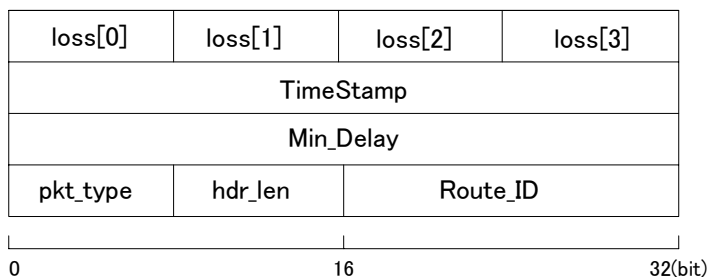 loss[0] loss[1] loss[2] loss[3]
TimeStamp
Min_Delay
pkt_type hdr_len Route_ID
0 16 32(bit)